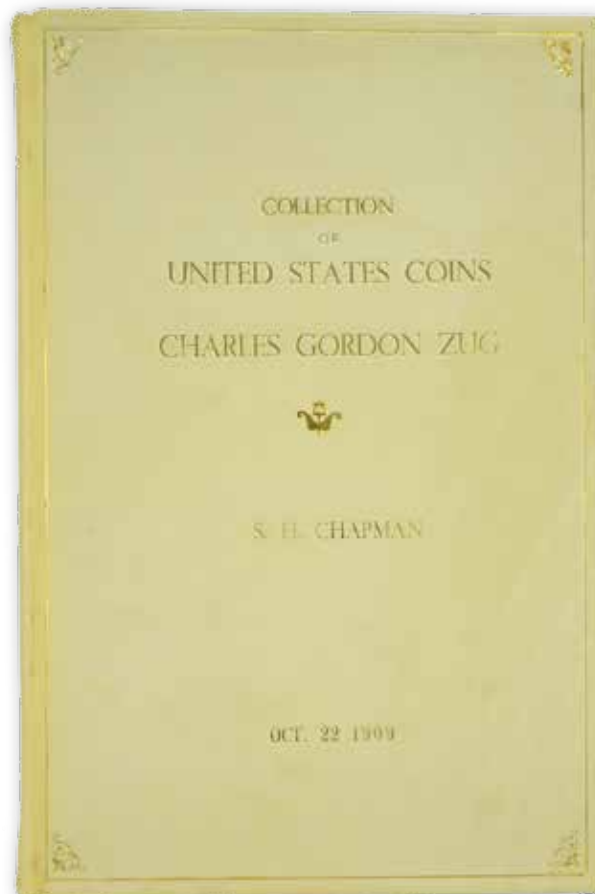 COLLECTION
OF
UNITED STATES COINS
CHARLES GORDON ZUG
S. H. CHAPMAN
OCT. 22 1909